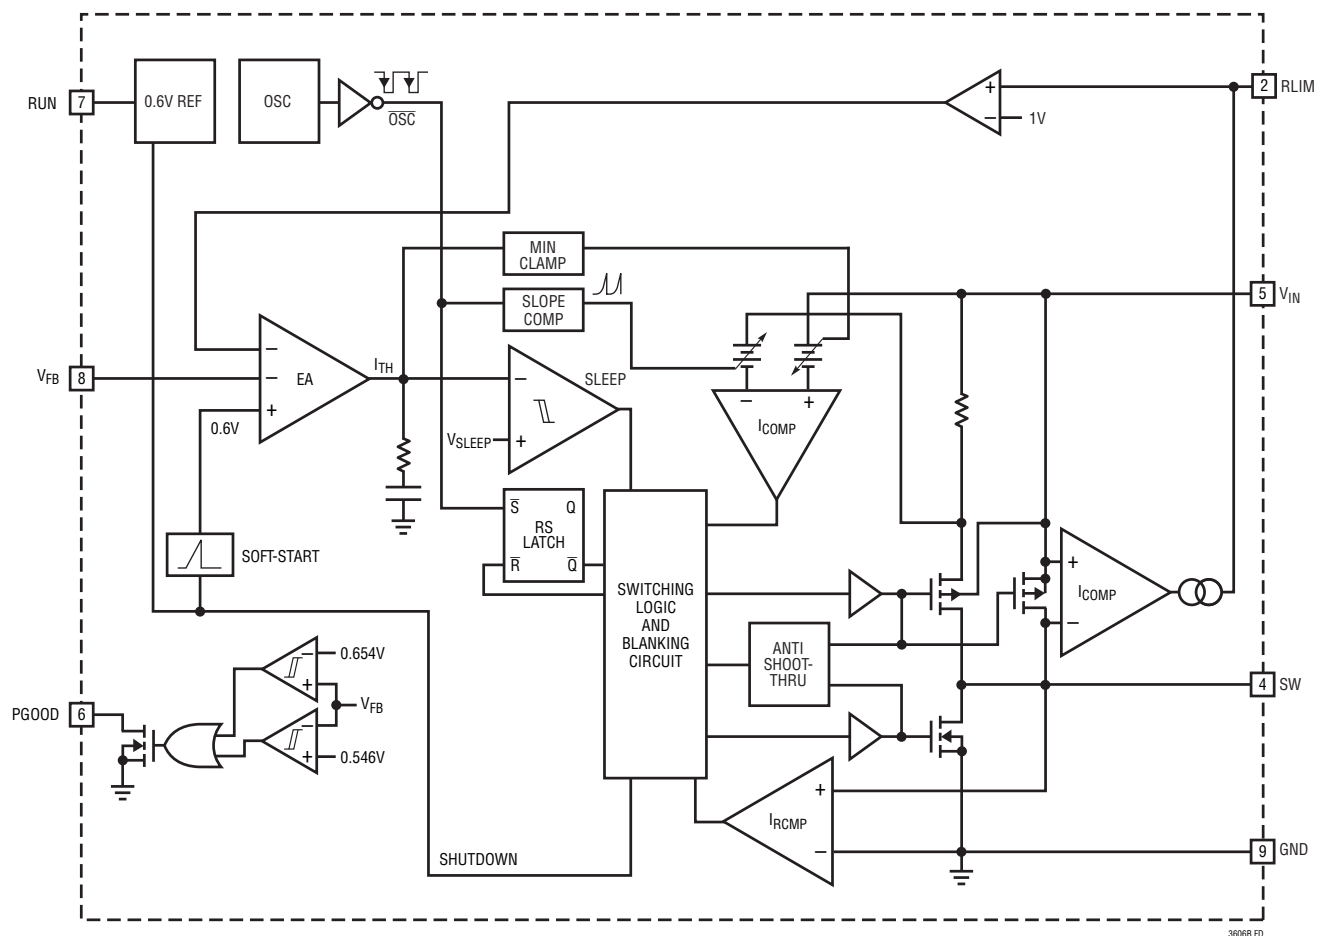 RUN
7
0.6V REF
OSC
OSC
+
−
1V
2
RLIM
MIN
CLAMP
SLOPE
COMP
5
VIN
VFB
8
−
−
+
EA
0.6V
ITH
−
+
VSLEEP
SLEEP
−
+
ICOMP
S
Q
RS
LATCH
R
Q
SOFT-START
SWITCHING
LOGIC
AND
BLANKING
CIRCUIT
ANTI
SHOOT-
THRU
+
−
ICOMP
4
SW
PGOOD
6
−
+
0.654V
VFB
−
+
0.546V
+
−
IRCMP
9
GND
SHUTDOWN
3606B FD